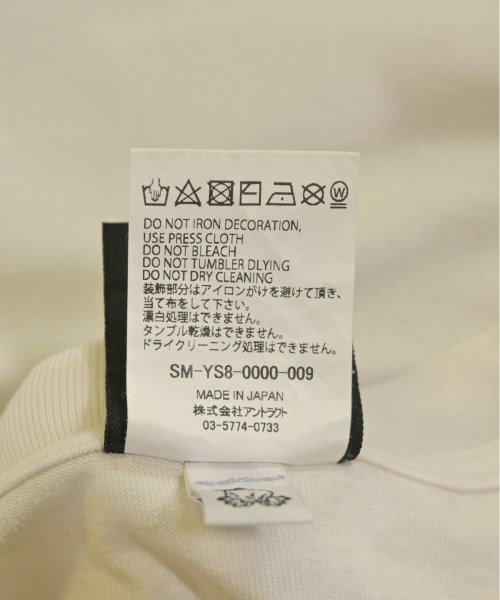 DO NOT IRON DECORATION,
USE PRESS CLOTH
DO NOT BLEACH
DO NOT TUMBLER DLYING
DO NOT DRY CLEANING
装飾部分はアイロンがけを避けて頂き、
当て布をして下さい。
漂白処理はできません。
タンブル乾燥はできません。
ドライクリーニング処理はできません。
SM-YS8-0000-009
MADE IN JAPAN
株式会社アントラクト
03-5774-0733